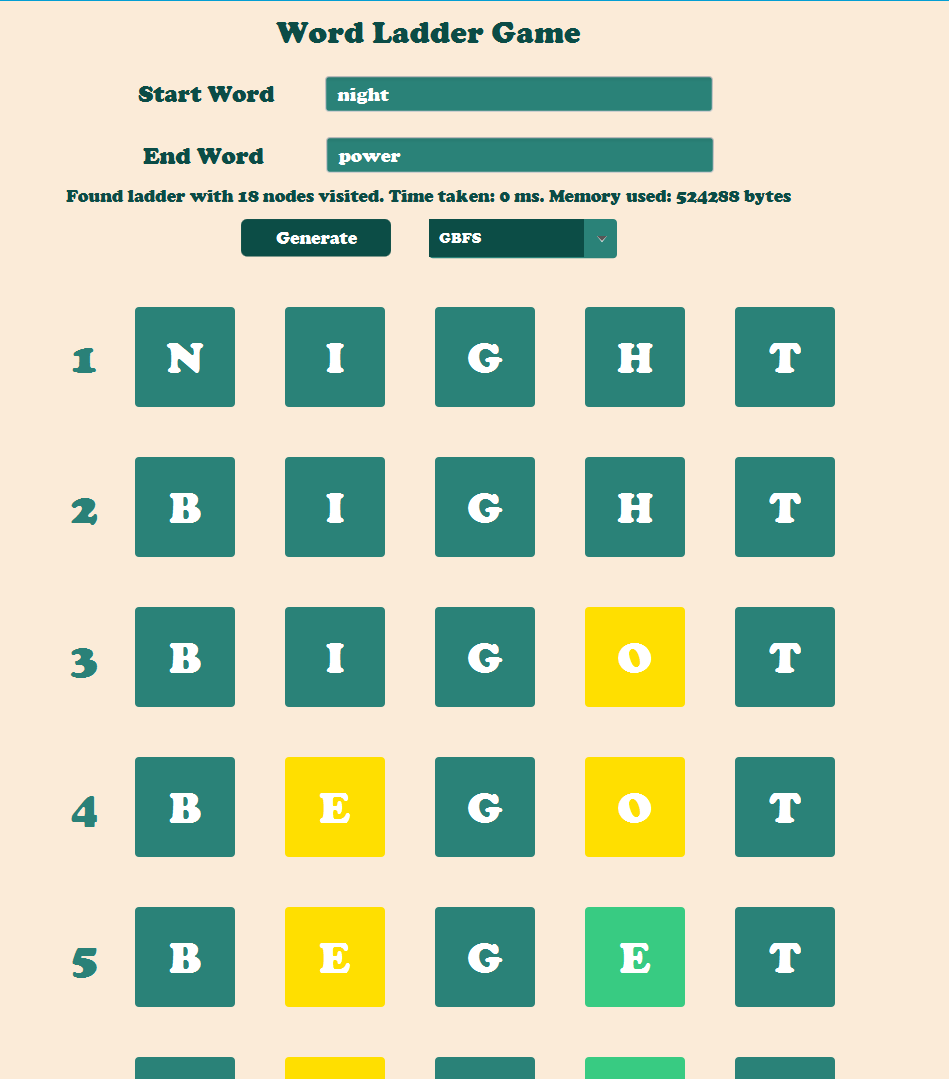 Word Ladder Game
Start Word night
End Word power
Found ladder with 18 nodes visited. Time taken: 0 ms. Memory used: 524288 bytes
Generate GBFS
1 N I G H T
2 B I G H T
3 B I G O T
4 B E G O T
5 B E G E T